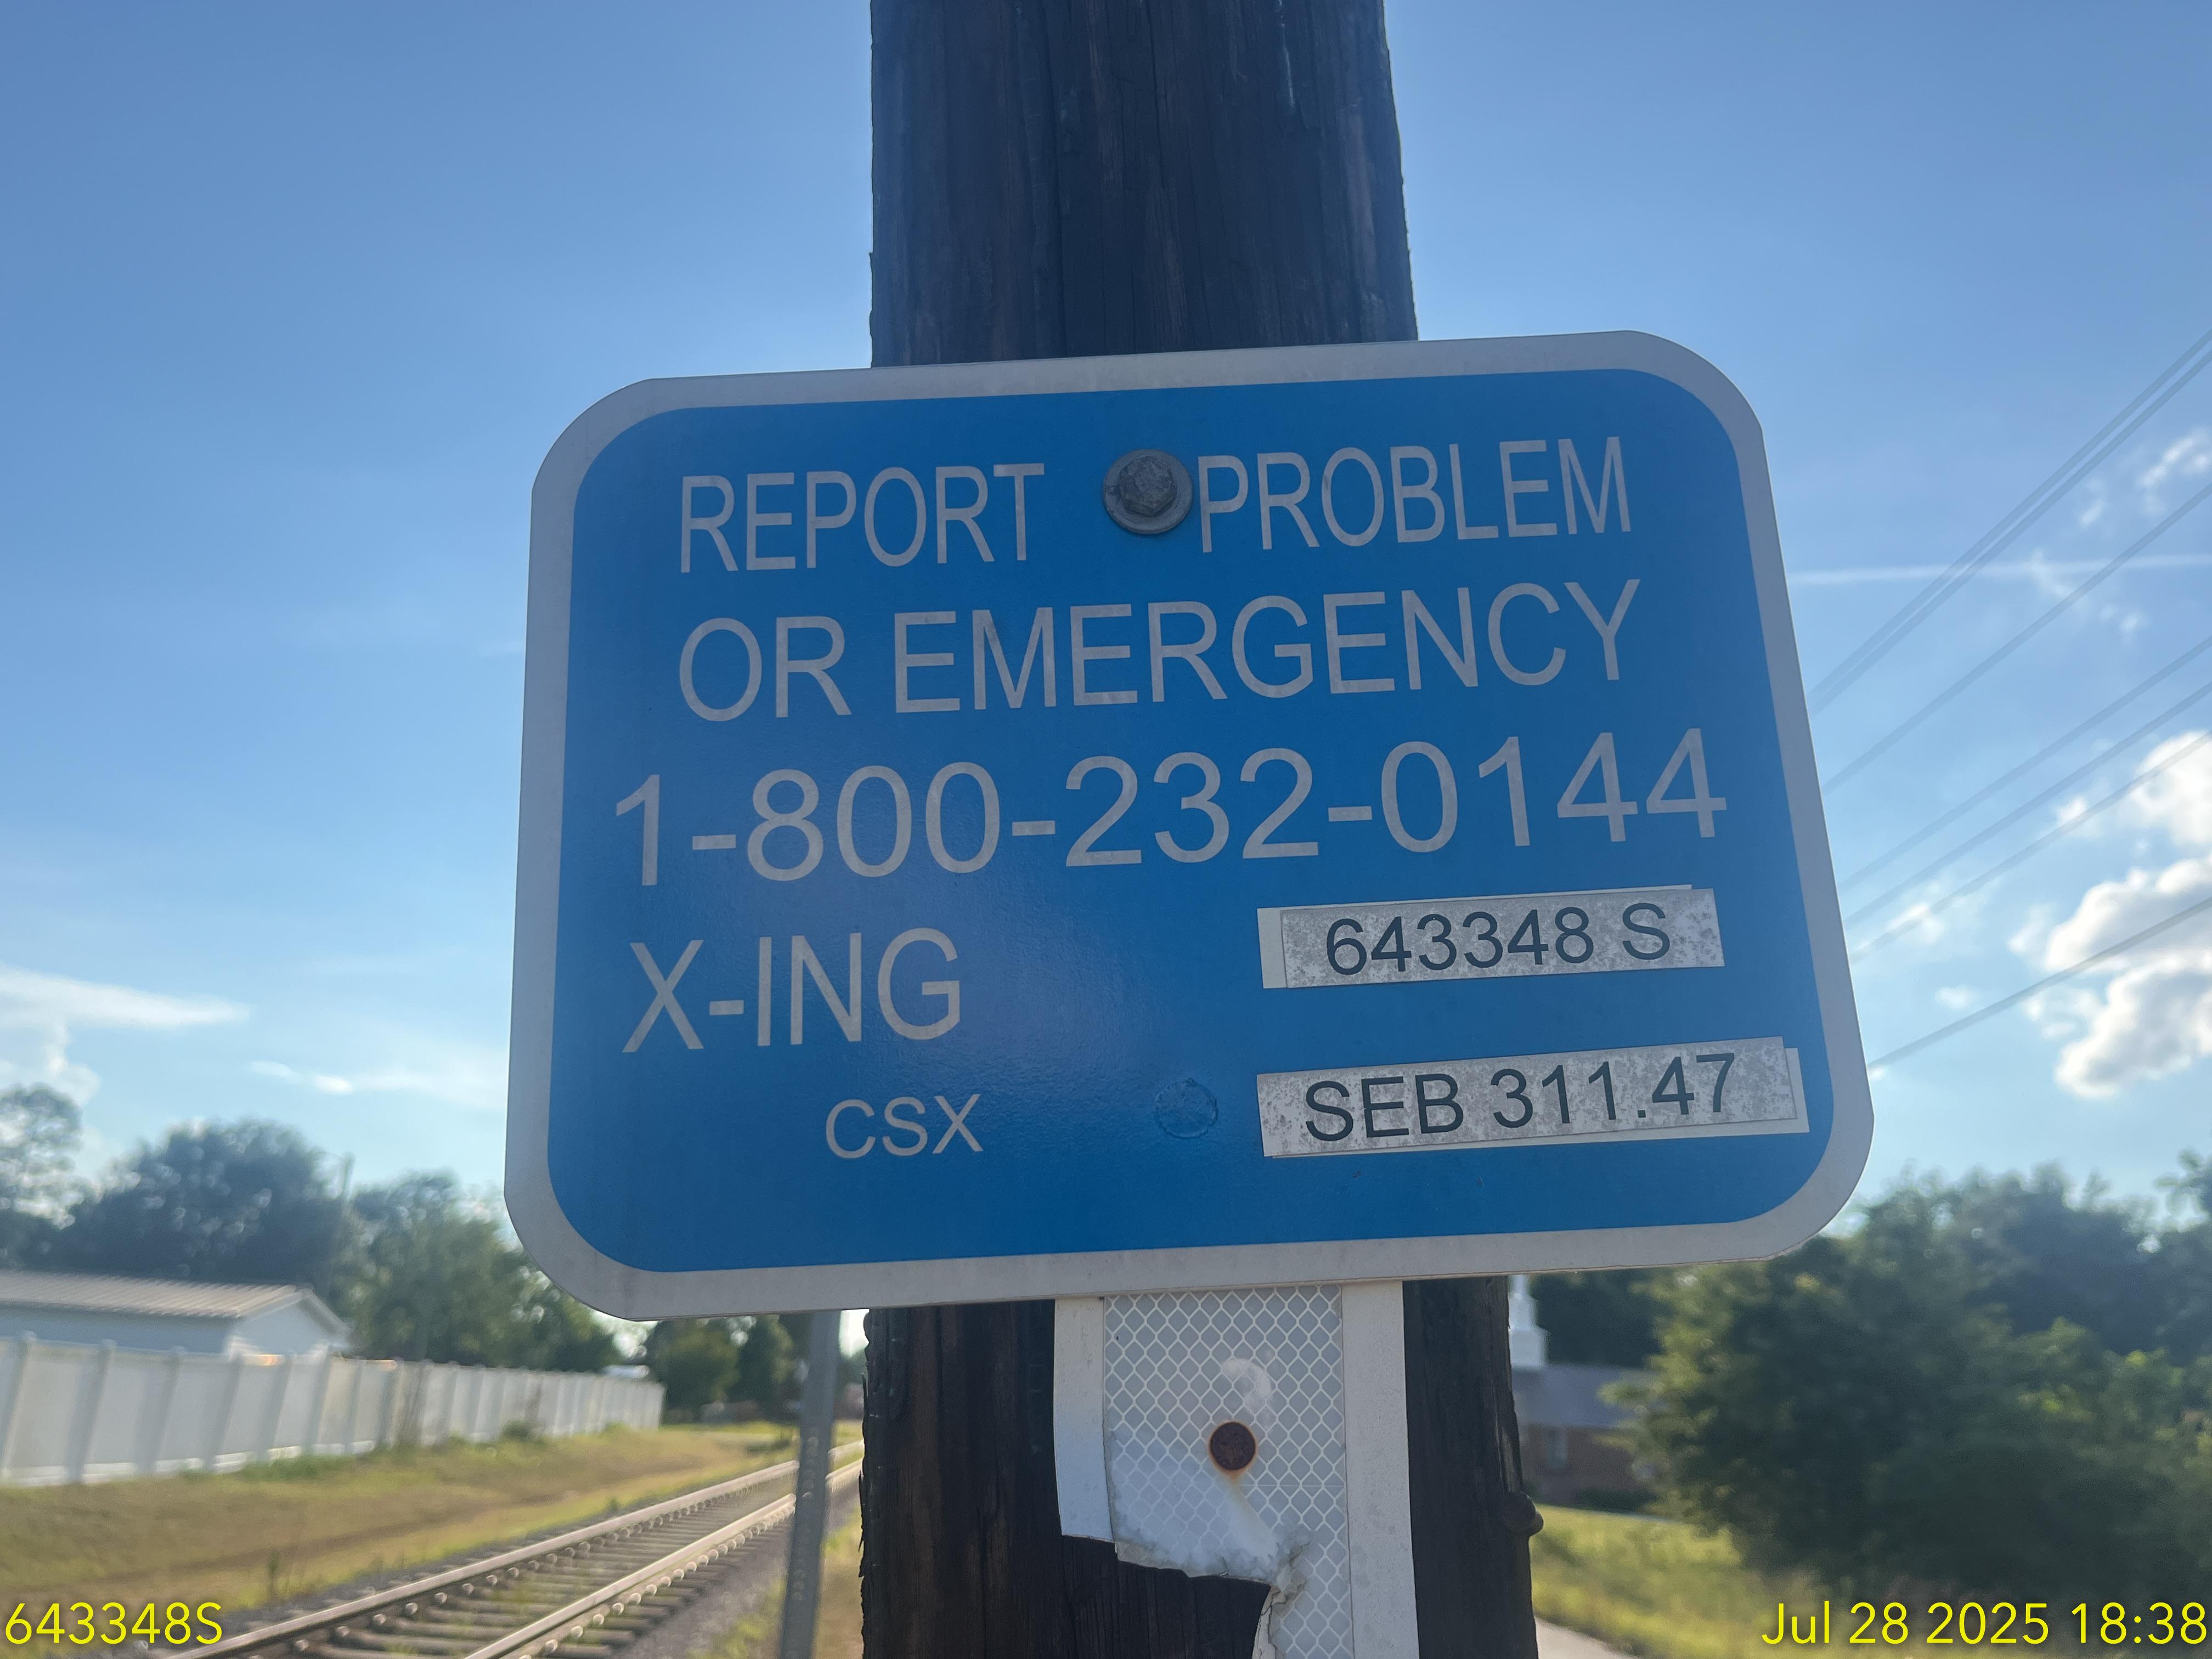 REPORT PROBLEM
OR EMERGENCY
1-800-232-0144
X-ING 643348 S
CSX SEB 311.47
643348S
Jul 28 2025 18:38